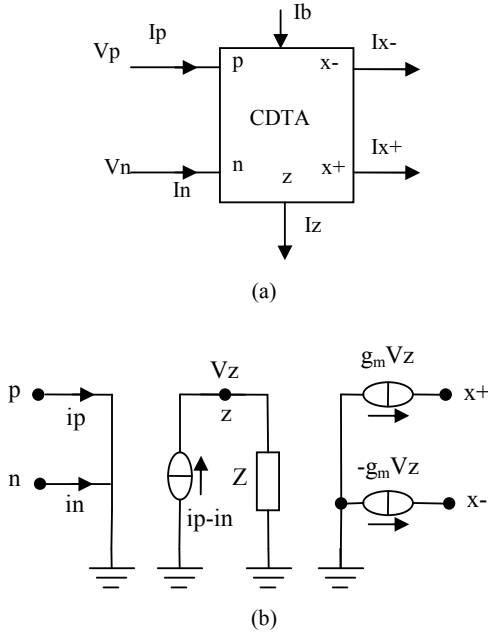 Ib
Ip
Ix-
Vp
p
x-
CDTA
Ix+
Vn
n
x+
z
In
Iz
(a)
gmVz
Vz
p
x+
z
ip
-gmVz
Z
n
x-
in
ip-in
(b)